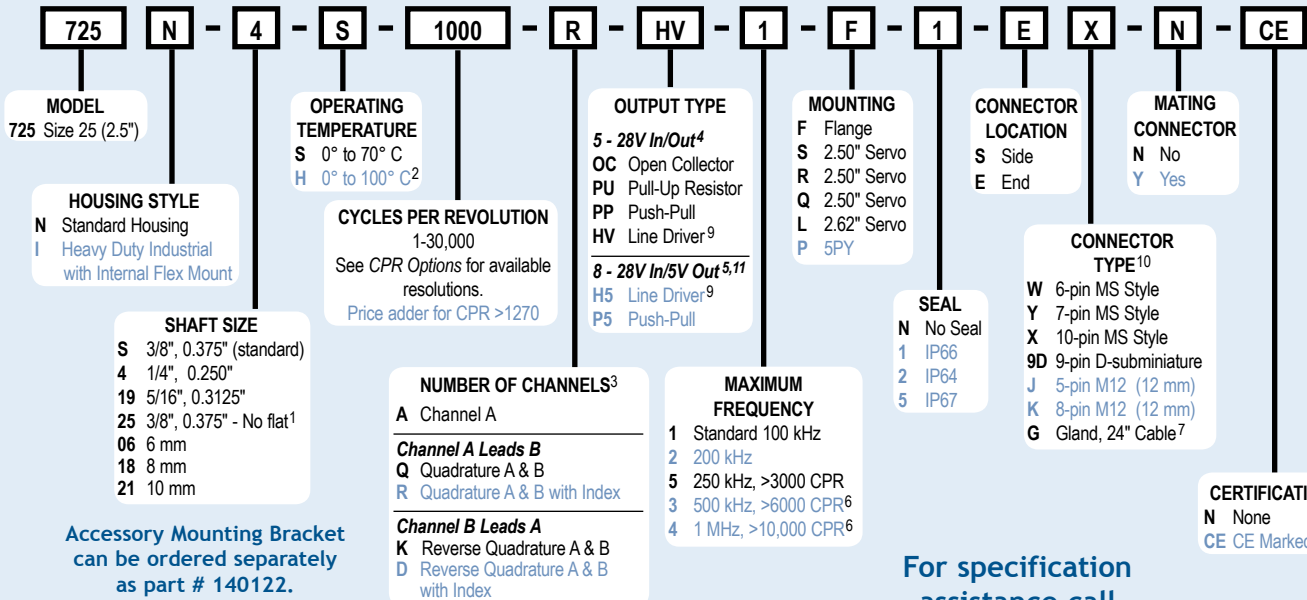 725 N - 4 - S - 1000 - R - HV - 1 - F - 1 - E X - N - CE
MODEL
725 Size 25 (2.5")
HOUSING STYLE
N Standard Housing
I Heavy Duty Industrial
with Internal Flex Mount
SHAFT SIZE
S 3/8", 0.375" (standard)
4 1/4", 0.250"
19 5/16", 0.3125"
25 3/8", 0.375" - No flat1
06 6 mm
18 8 mm
21 10 mm
Accessory Mounting Bracket
can be ordered separately
as part # 140122.
OPERATING
TEMPERATURE
S 0° to 70° C
H 0° to 100° C2
CYCLES PER REVOLUTION
1-30,000
See CPR Options for available
resolutions.
Price adder for CPR >1270
NUMBER OF CHANNELS3
A Channel A
Channel A Leads B
Q Quadrature A & B
R Quadrature A & B with Index
Channel B Leads A
K Reverse Quadrature A & B
D Reverse Quadrature A & B
with Index
OUTPUT TYPE
5 - 28V In/Out4
OC Open Collector
PU Pull-Up Resistor
PP Push-Pull
HV Line Driver9
8 - 28V In/5V Out5,11
H5 Line Driver9
P5 Push-Pull
MAXIMUM
FREQUENCY
1 Standard 100 kHz
2 200 kHz
5 250 kHz, >3000 CPR
3 500 kHz, >6000 CPR6
4 1 MHz, >10,000 CPR6
MOUNTING
F Flange
S 2.50" Servo
R 2.50" Servo
Q 2.50" Servo
L 2.62" Servo
P 5PY
SEAL
N No Seal
1 IP66
2 IP64
5 IP67
CONNECTOR
LOCATION
S Side
E End
CONNECTOR
TYPE10
W 6-pin MS Style
Y 7-pin MS Style
X 10-pin MS Style
9D 9-pin D-subminiature
J 5-pin M12 (12 mm)
K 8-pin M12 (12 mm)
G Gland, 24" Cable7
MATING
CONNECTOR
N No
Y Yes
CERTIFICATI
N None
CE CE Marked
For specification
assistance call